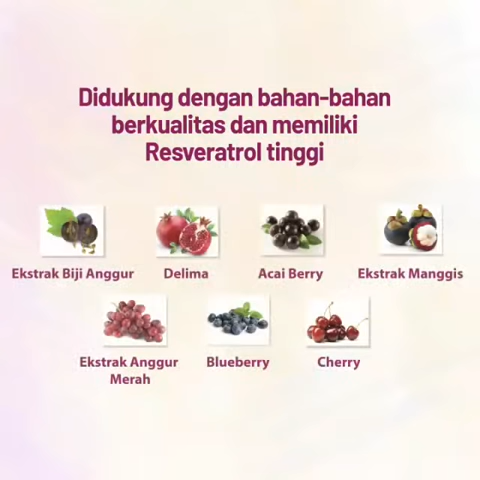 Didukung dengan bahan-bahan
berkualitas dan memiliki
Resveratrol tinggi
Ekstrak Biji Anggur
Delima
Acai Berry
Ekstrak Manggis
Ekstrak Anggur
Merah
Blueberry
Cherry